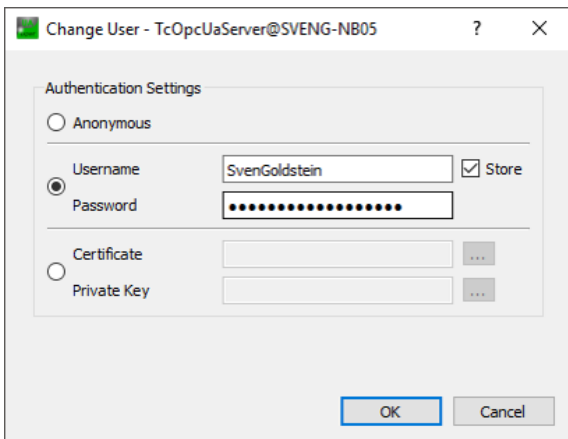 Change User - TcOpcUaServer@SVENG-NB05 ?
Authentication Settings
Anonymous
Username SvenGoldstein Store
Password ●●●●●●●●●●●●●●●●●●
Certificate ...
Private Key ...
OK Cancel